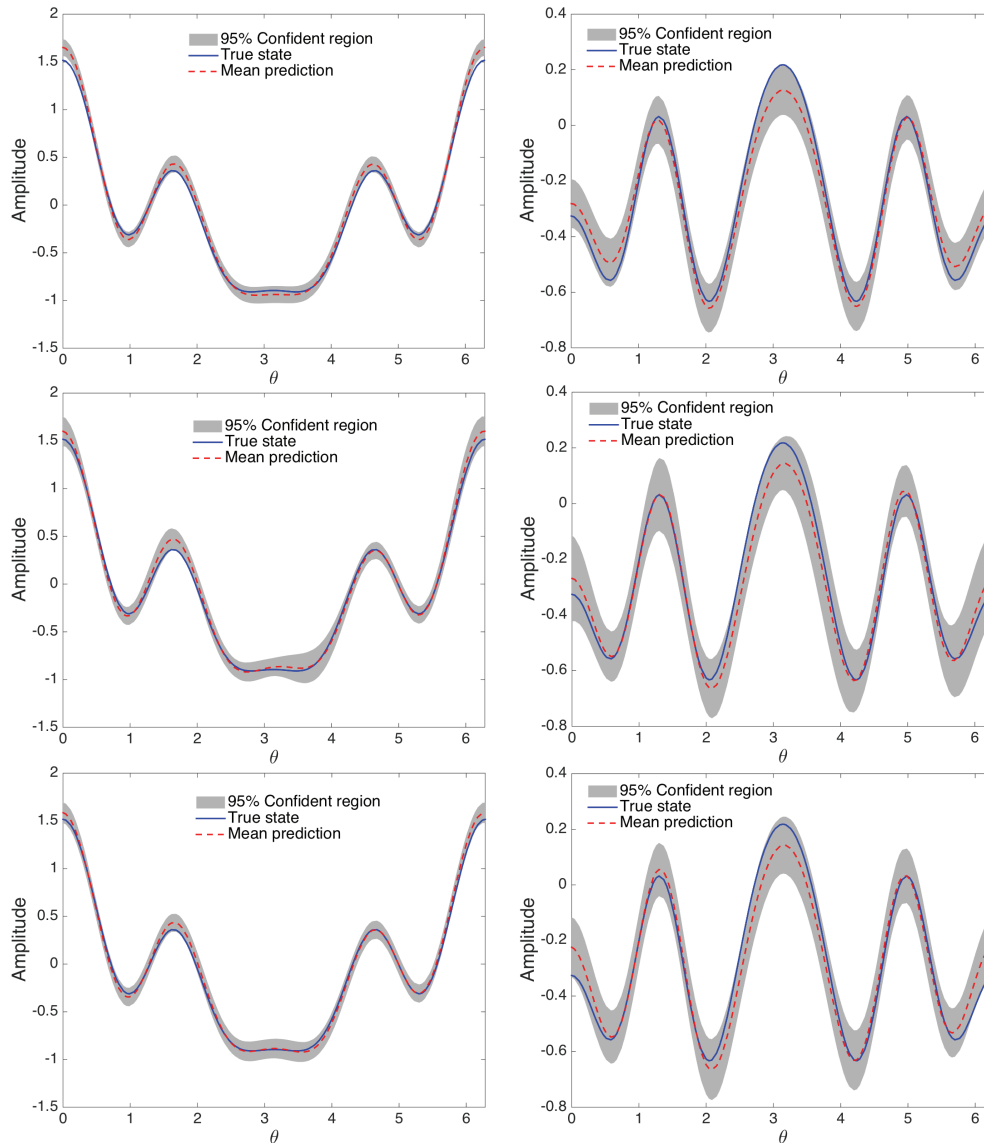 2
1.5
1
0.5
0
-0.5
-1
-1.5
Amplitude
95% Confident region
True state
Mean prediction
0 1 2 3 4 5 6
θ
0.4
0.2
0
-0.2
-0.4
-0.6
-0.8
Amplitude
95% Confident region
True state
Mean prediction
0 1 2 3 4 5 6
θ
2
1.5
1
0.5
0
-0.5
-1
-1.5
Amplitude
95% Confident region
True state
Mean prediction
0 1 2 3 4 5 6
θ
0.4
0.2
0
-0.2
-0.4
-0.6
-0.8
Amplitude
95% Confident region
True state
Mean prediction
0 1 2 3 4 5 6
θ
2
1.5
1
0.5
0
-0.5
-1
-1.5
Amplitude
95% Confident region
True state
Mean prediction
0 1 2 3 4 5 6
θ
0.4
0.2
0
-0.2
-0.4
-0.6
-0.8
Amplitude
95% Confident region
True state
Mean prediction
0 1 2 3 4 5 6
θ